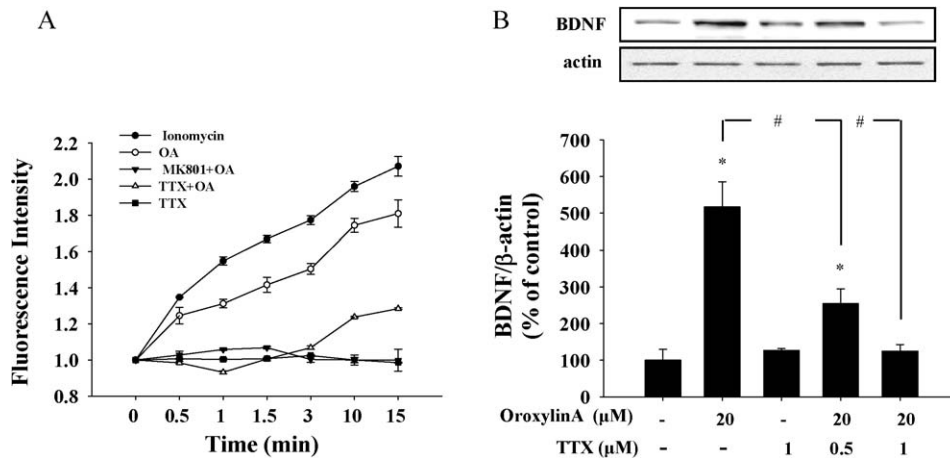 A
Ionomycin
OA
MK801+OA
TTX+OA
TTX
Fluorescence Intensity
2.2
2.0
1.8
1.6
1.4
1.2
1.0
0.8
0 0.5 1 1.5 3 10 15
Time (min)
B
BDNF
actin
# #
* *
BDNF/β-actin
(% of control)
700
600
500
400
300
200
100
0
OroxylinA (μM) - 20 - 20 20
TTX (μM) - - 1 0.5 1